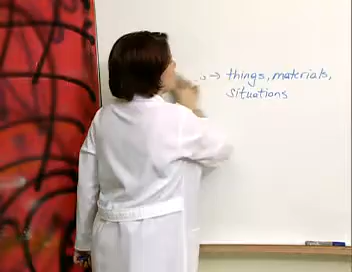 → things, materials,
situations